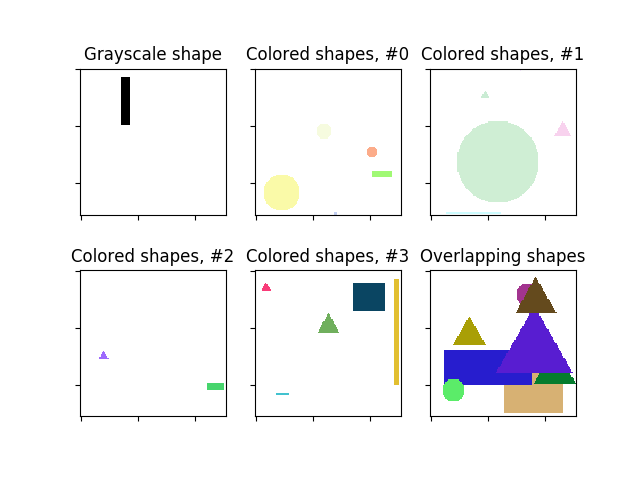 Grayscale shape
Colored shapes, #0
Colored shapes, #1
Colored shapes, #2
Colored shapes, #3
Overlapping shapes